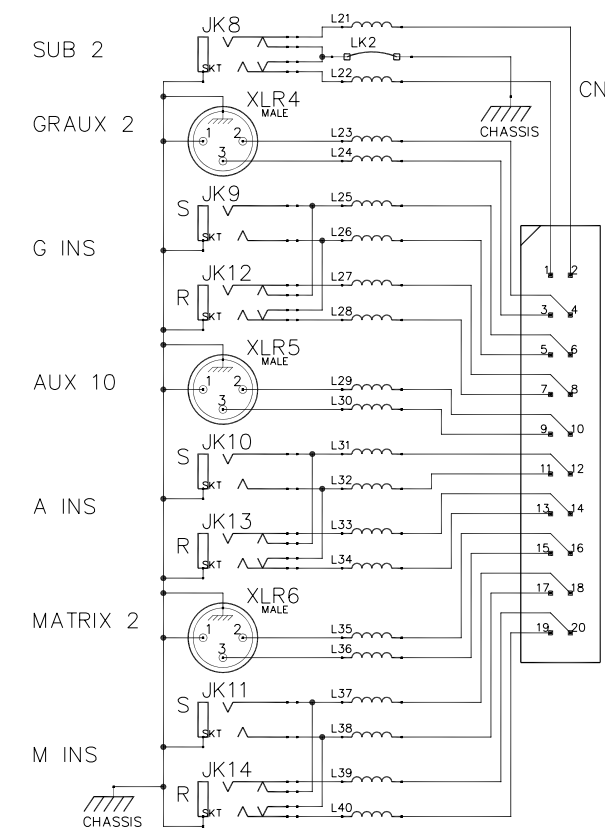 L21
JK8
LK2
SUB 2
SKT
L22
CN
XLR4
MALE
CHASSIS
GRAUX 2
1 2
3
L23
L24
JK9
S
SKT
L25
L26
G INS
1 2
JK12
R
SKT
L27
L28
3 4
XLR5
MALE
5 6
AUX 10
1 2
3
L29
L30
7 8
9 10
JK10
S
SKT
L31
L32
11 12
A INS
JK13
R
SKT
L33
L34
13 14
15 16
XLR6
MALE
17 18
MATRIX 2
1 2
3
L35
L36
19 20
JK11
S
SKT
L37
L38
M INS
JK14
R
SKT
L39
L40
CHASSIS